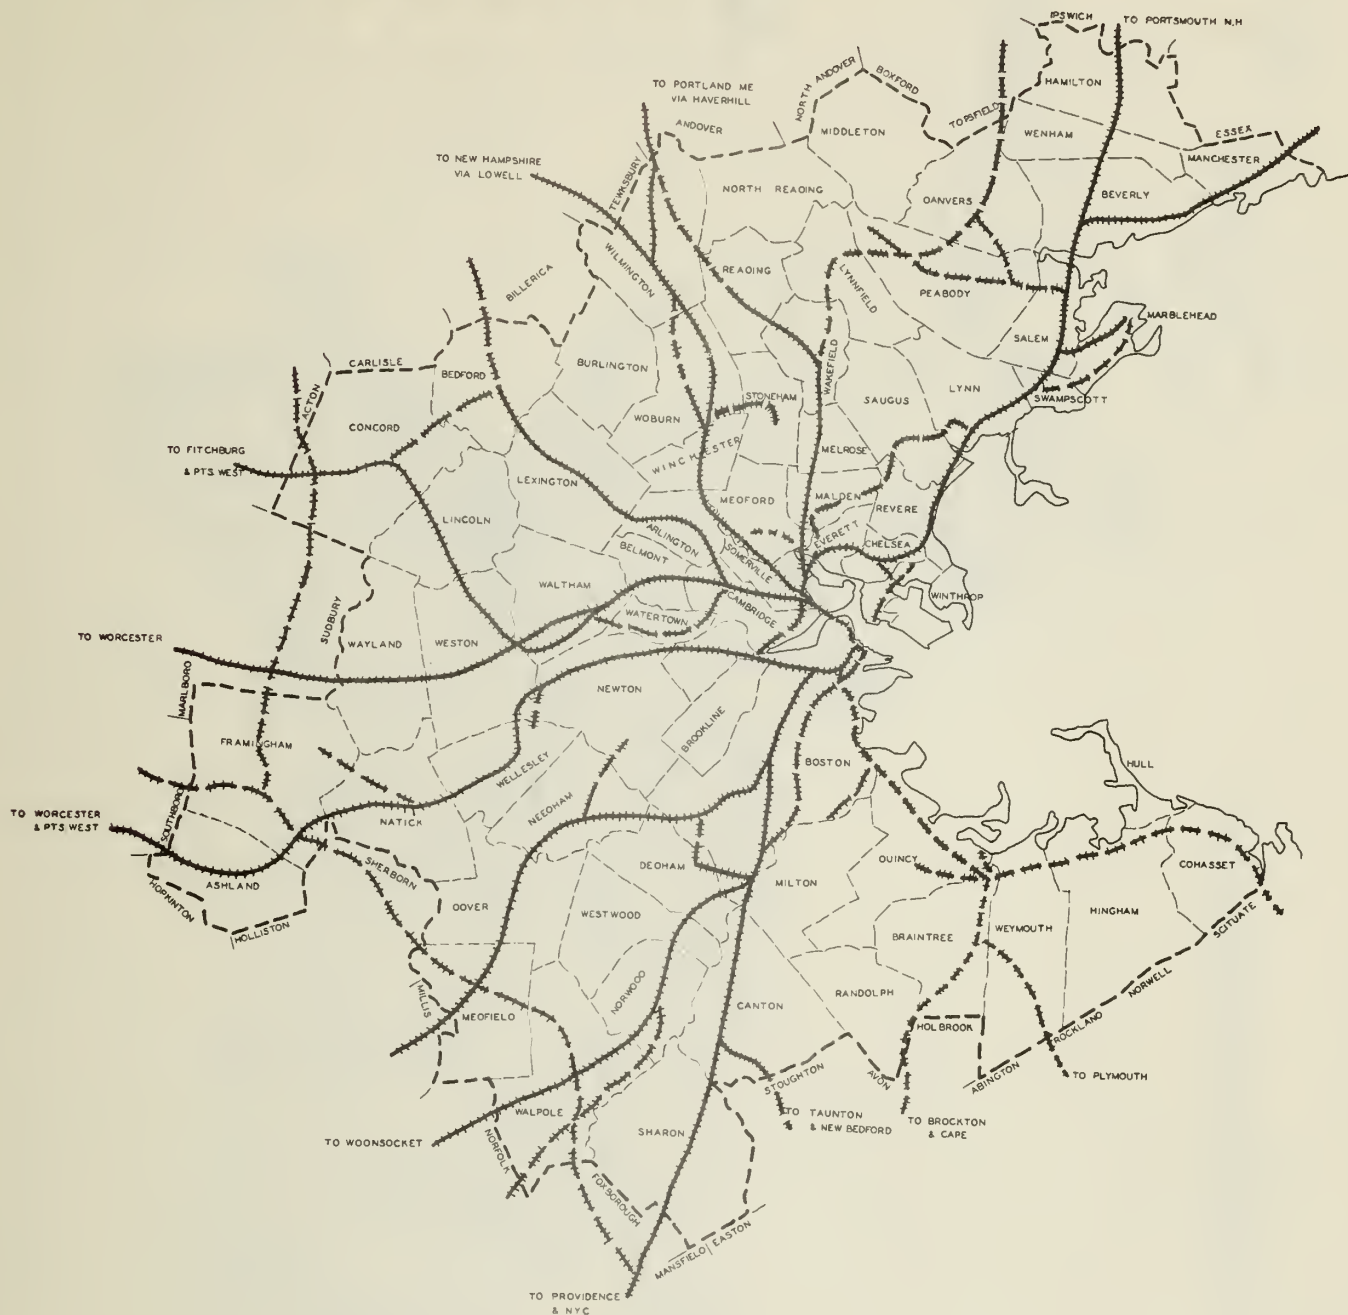 IPSWICH
TO PORTSMOUTH N.H
HAMILTON
TO PORTLAND ME
VIA HAVERHILL
NORTH ANDOVER
BOXFORD
TOPSFIELD
ANDOVER
MIDDLETON
WENHAM
ESSEX
MANCHESTER
TO NEW HAMPSHIRE
VIA LOWELL
TEWKSBURY
NORTH READING
OANVERS
BEVERLY
WILMINGTON
READING
LYNNFIELD
PEABODY
BILLERICA
MARBLEHEAD
SALEM
CARLISLE
BEDFORD
BURLINGTON
WAKEFIELD
STONEHAM
SAUGUS
LYNN
SWAMPSCOTT
ACTON
CONCORD
WOBURN
WINCHESTER
MELROSE
TO FITCHBURG
& PTS. WEST
LEXINGTON
LINCOLN
MEOFORD
MALDEN
REVERE
ARLINGTON
BELMONT
SOMERVILLE
EVERETT
CHELSEA
WALTHAM
WATERTOWN
CAMBRIDGE
WINTHROP
SUDBURY
TO WORCESTER
WAYLAND
WESTON
MARLBORO
NEWTON
BROOKLINE
FRAMINGHAM
WELLESLEY
BOSTON
HULL
NEEOHAM
TO WORCESTER
& PTS. WEST
SOUTHBORO
NATICK
SHERBORN
DEOHAM
MILTON
QUINCY
COHASSET
ASHLAND
HOPKINTON
HOLLISTON
OOVER
WESTWOOD
BRAINTREE
WEYMOUTH
HINGHAM
SCITUATE
MILLIS
MEOFIELD
NORWOOD
CANTON
RANDOLPH
HOLBROOK
NORWELL
ROCKLAND
ABINGTON
STOUGHTON
AVON
TO PLYMOUTH
WALPOLE
SHARON
TO TAUNTON
& NEW BEDFORD
TO BROCKTON
& CAPE
TO WOONSOCKET
NORFOLK
FOXBOROUGH
MANSFIELD
EASTON
TO PROVIDENCE
& NYC